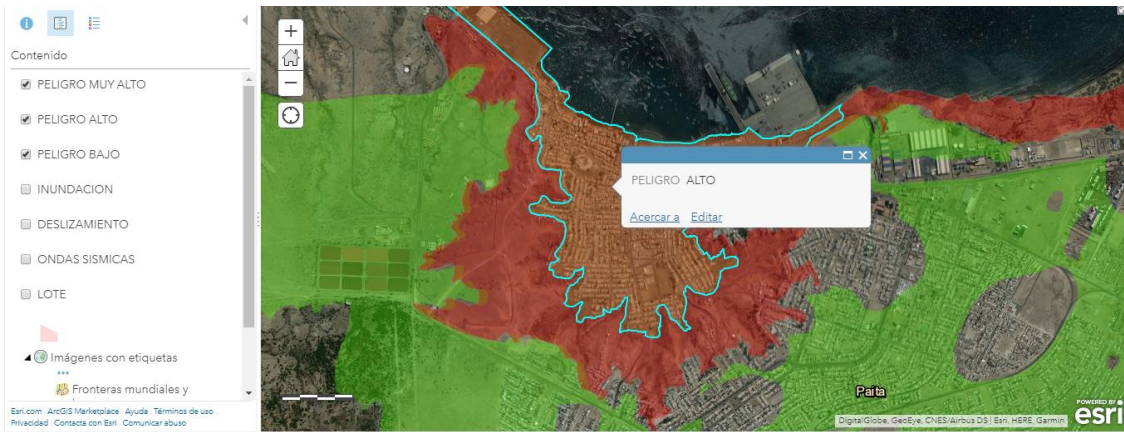 Contenido
PELIGRO MUY ALTO
PELIGRO ALTO
PELIGRO BAJO
INUNDACION
DESLIZAMIENTO
ONDAS SISMICAS
LOTE
Imágenes con etiquetas
Fronteras mundiales y
Esri.com ArcGIS Marketplace Ayuda Términos de uso
Privacidad Contacta con Esri Comunicar abuso
PELIGRO ALTO
Acercar a Editar
Paita
DigitalGlobe, GeoEye, CNES/Airbus DS | Esri, HERE, Garmin
POWERED BY
esri